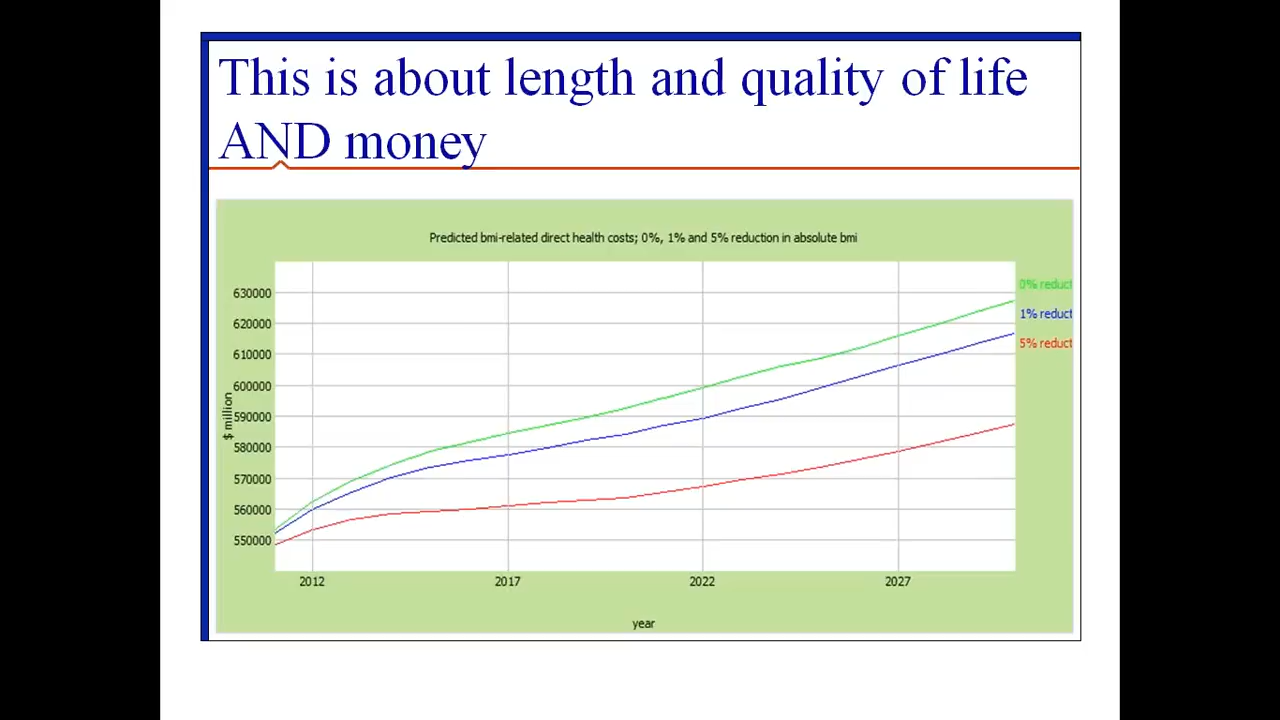 This is about length and quality of life
AND money
Predicted bmi-related direct health costs; 0%, 1% and 5% reduction in absolute bmi
0% reduct
1% reduct
5% reduct
630000
620000
610000
600000
590000
580000
570000
560000
550000
$ million
2012 2017 2022 2027
year